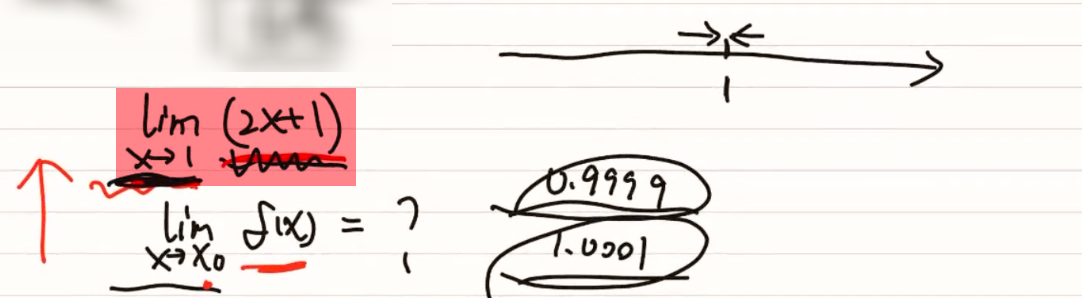 1
lim (2x+1)
x→1
lim f(x) = ?
x→x₀
0.9999
1.0001